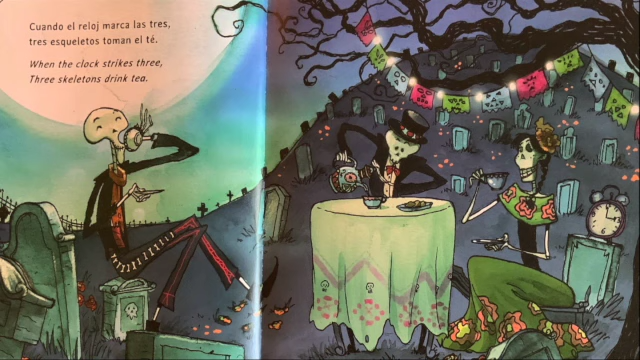 Cuando el reloj marca las tres,
tres esqueletos toman el té.
When the clock strikes three,
Three skeletons drink tea.